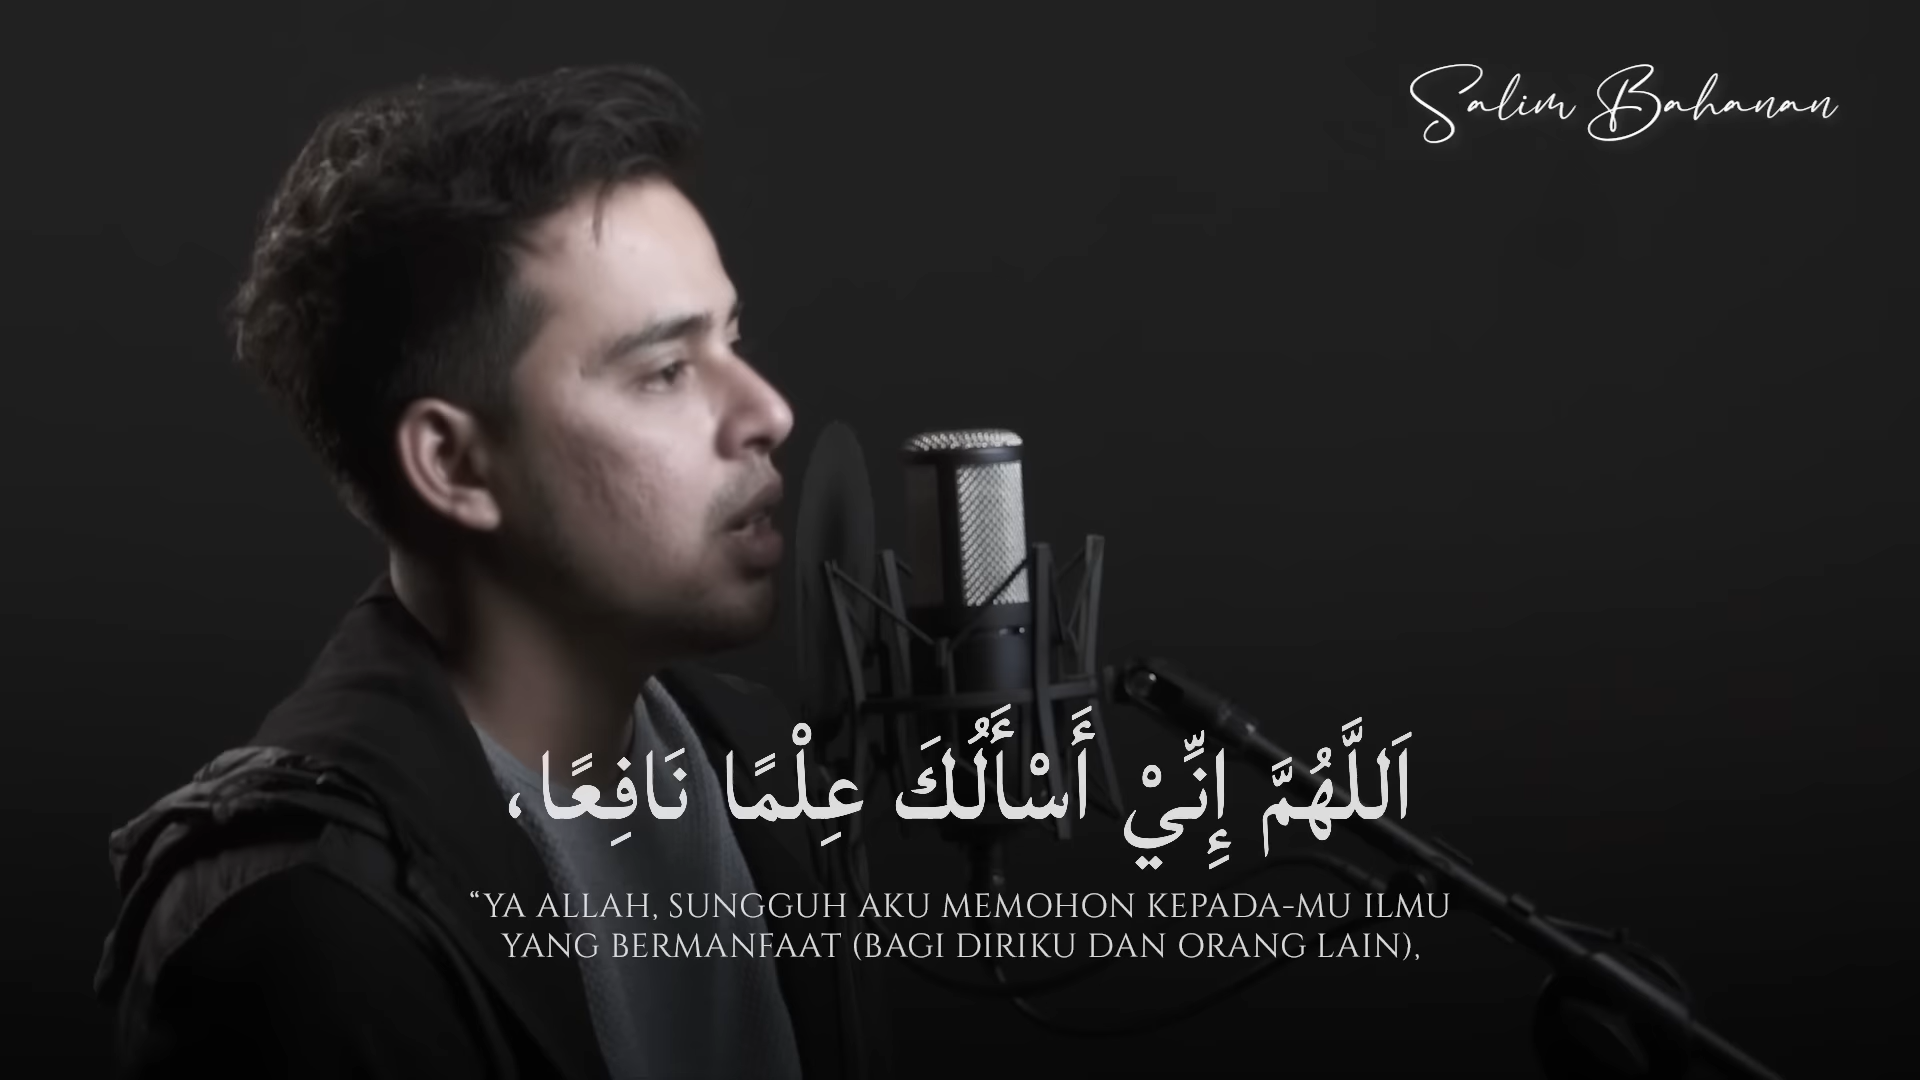 Salim Bahanan
اَللَّهُمَّ إِنِّيْ أَسْأَلُكَ عِلْمًا نَافِعًا،
“YA ALLAH, SUNGGUH AKU MEMOHON KEPADA-MU ILMU
YANG BERMANFAAT (BAGI DIRIKU DAN ORANG LAIN),